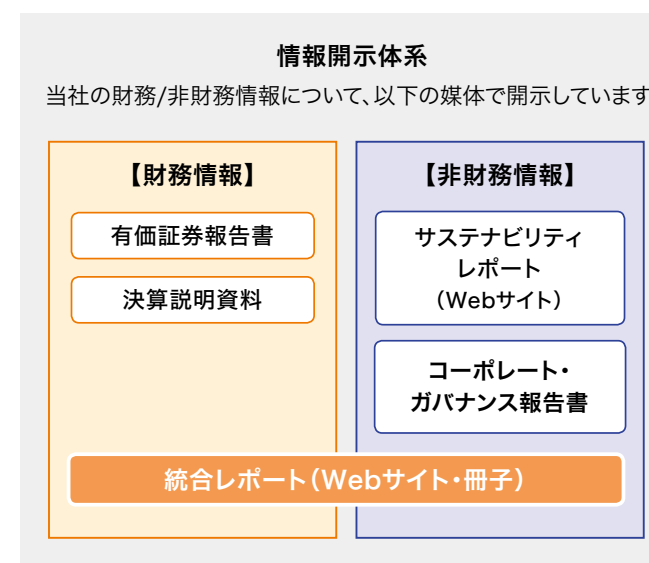 情報開示体系
当社の財務/非財務情報について、以下の媒体で開示しています
【財務情報】
有価証券報告書
決算説明資料
【非財務情報】
サステナビリティ
レポート
（Webサイト）
コーポレート・
ガバナンス報告書
統合レポート（Webサイト・冊子）